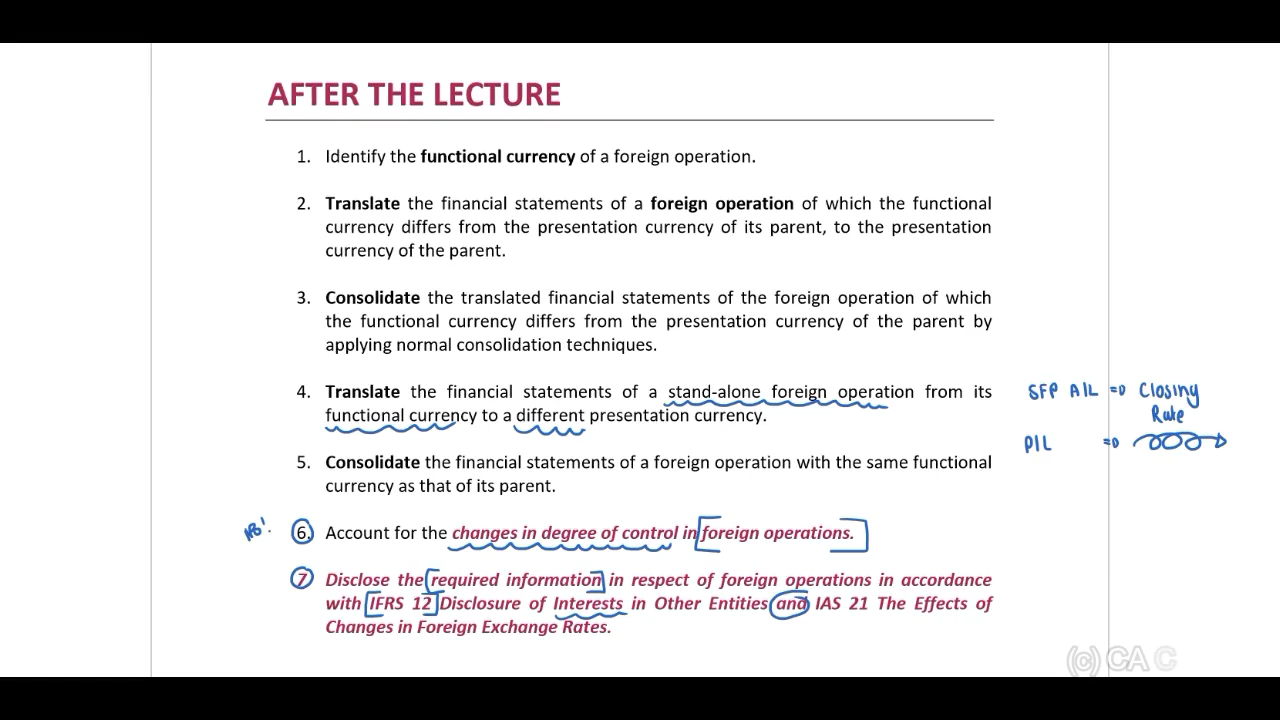 AFTER THE LECTURE
1. Identify the functional currency of a foreign operation.
2. Translate the financial statements of a foreign operation of which the functional
currency differs from the presentation currency of its parent, to the presentation
currency of the parent.
3. Consolidate the translated financial statements of the foreign operation of which
the functional currency differs from the presentation currency of the parent by
applying normal consolidation techniques.
4. Translate the financial statements of a stand-alone foreign operation from its
functional currency to a different presentation currency.
SFP A/L => Closing
Rate
P/L =>
5. Consolidate the financial statements of a foreign operation with the same functional
currency as that of its parent.
NB!
6. Account for the changes in degree of control in [foreign operations.]
7 Disclose the [required information] in respect of foreign operations in accordance
with [IFRS 12] Disclosure of Interests in Other Entities and IAS 21 The Effects of
Changes in Foreign Exchange Rates.
(c) CA C